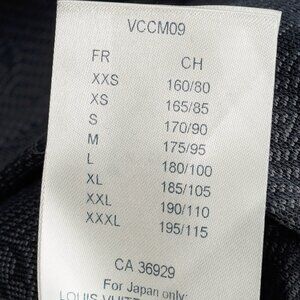 VCCM09
FR CH
XXS 160/80
XS 165/85
S 170/90
M 175/95
L 180/100
XL 185/105
XXL 190/110
XXXL 195/115
CA 36929
For Japan only:
LOUIS